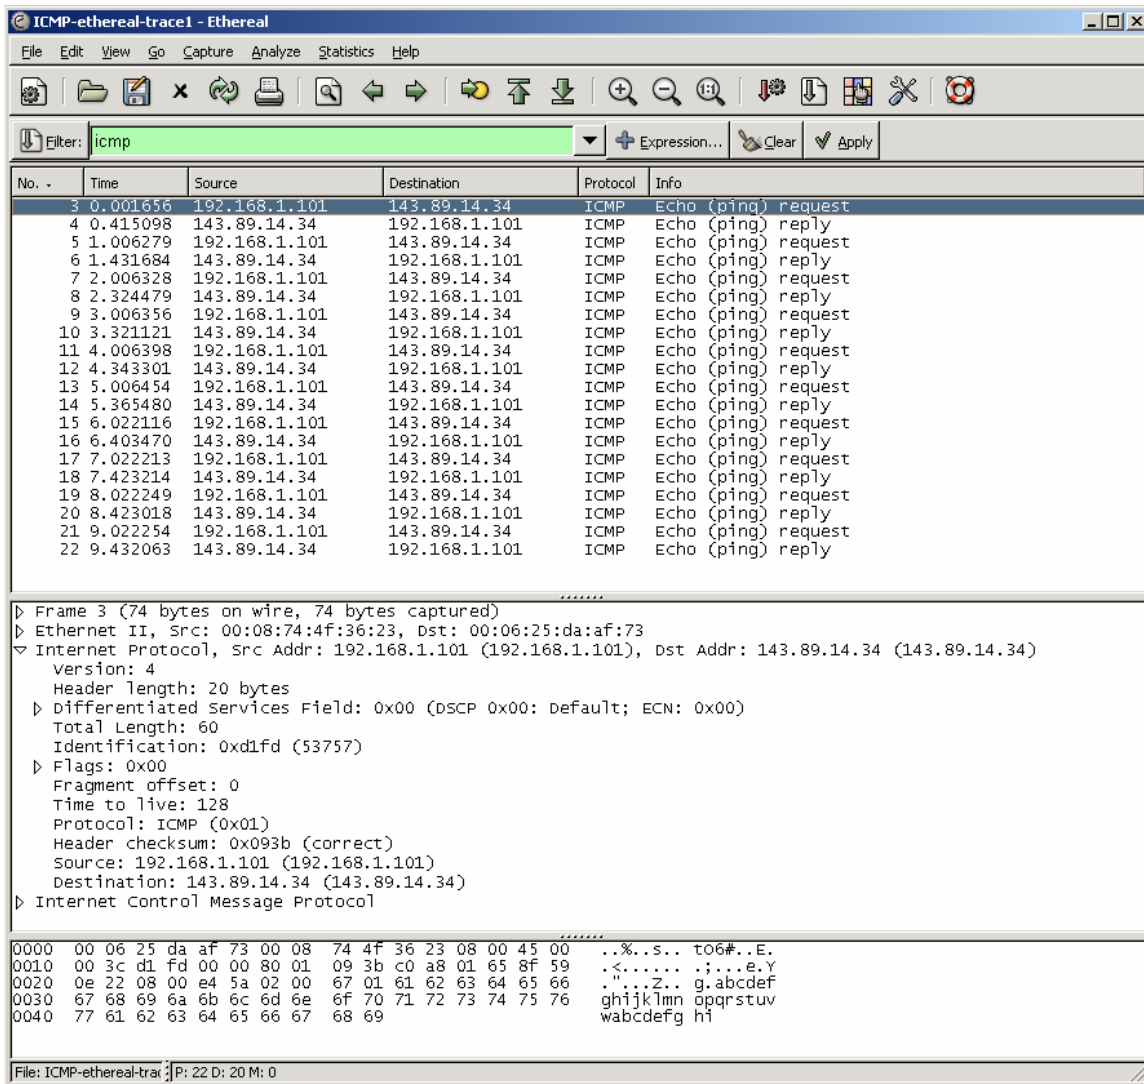 ICMP-ethereal-trace1 - Ethereal
File Edit View Go Capture Analyze Statistics Help
Filter: icmp Expression... Clear Apply
No. Time Source Destination Protocol Info
3 0.001656 192.168.1.101 143.89.14.34 ICMP Echo (ping) request
4 0.415098 143.89.14.34 192.168.1.101 ICMP Echo (ping) reply
5 1.006279 192.168.1.101 143.89.14.34 ICMP Echo (ping) request
6 1.431684 143.89.14.34 192.168.1.101 ICMP Echo (ping) reply
7 2.006328 192.168.1.101 143.89.14.34 ICMP Echo (ping) request
8 2.324479 143.89.14.34 192.168.1.101 ICMP Echo (ping) reply
9 3.006356 192.168.1.101 143.89.14.34 ICMP Echo (ping) request
10 3.321121 143.89.14.34 192.168.1.101 ICMP Echo (ping) reply
11 4.006398 192.168.1.101 143.89.14.34 ICMP Echo (ping) request
12 4.343301 143.89.14.34 192.168.1.101 ICMP Echo (ping) reply
13 5.006454 192.168.1.101 143.89.14.34 ICMP Echo (ping) request
14 5.365480 143.89.14.34 192.168.1.101 ICMP Echo (ping) reply
15 6.022116 192.168.1.101 143.89.14.34 ICMP Echo (ping) request
16 6.403470 143.89.14.34 192.168.1.101 ICMP Echo (ping) reply
17 7.022213 192.168.1.101 143.89.14.34 ICMP Echo (ping) request
18 7.423214 143.89.14.34 192.168.1.101 ICMP Echo (ping) reply
19 8.022249 192.168.1.101 143.89.14.34 ICMP Echo (ping) request
20 8.423018 143.89.14.34 192.168.1.101 ICMP Echo (ping) reply
21 9.022254 192.168.1.101 143.89.14.34 ICMP Echo (ping) request
22 9.432063 143.89.14.34 192.168.1.101 ICMP Echo (ping) reply
Frame 3 (74 bytes on wire, 74 bytes captured)
Ethernet II, Src: 00:08:74:4f:36:23, Dst: 00:06:25:da:af:73
Internet Protocol, Src Addr: 192.168.1.101 (192.168.1.101), Dst Addr: 143.89.14.34 (143.89.14.34)
Version: 4
Header length: 20 bytes
Differentiated Services Field: 0x00 (DSCP 0x00: Default; ECN: 0x00)
Total Length: 60
Identification: 0xd1fd (53757)
Flags: 0x00
Fragment offset: 0
Time to live: 128
Protocol: ICMP (0x01)
Header checksum: 0x093b (correct)
Source: 192.168.1.101 (192.168.1.101)
Destination: 143.89.14.34 (143.89.14.34)
Internet Control Message Protocol
0000 00 06 25 da af 73 00 08 74 4f 36 23 08 00 45 00 ..%..s.. tO6#..E.
0010 00 3c d1 fd 00 00 80 01 09 3b c0 a8 01 65 8f 59 .<...... .;...e.Y
0020 0e 22 08 00 e4 5a 02 00 67 01 61 62 63 64 65 66 ."...Z.. g.abcdef
0030 67 68 69 6a 6b 6c 6d 6e 6f 70 71 72 73 74 75 76 ghijklmn opqrstuv
0040 77 61 62 63 64 65 66 67 68 69 wabcdefg hi
File: ICMP-ethereal-trac P: 22 D: 20 M: 0